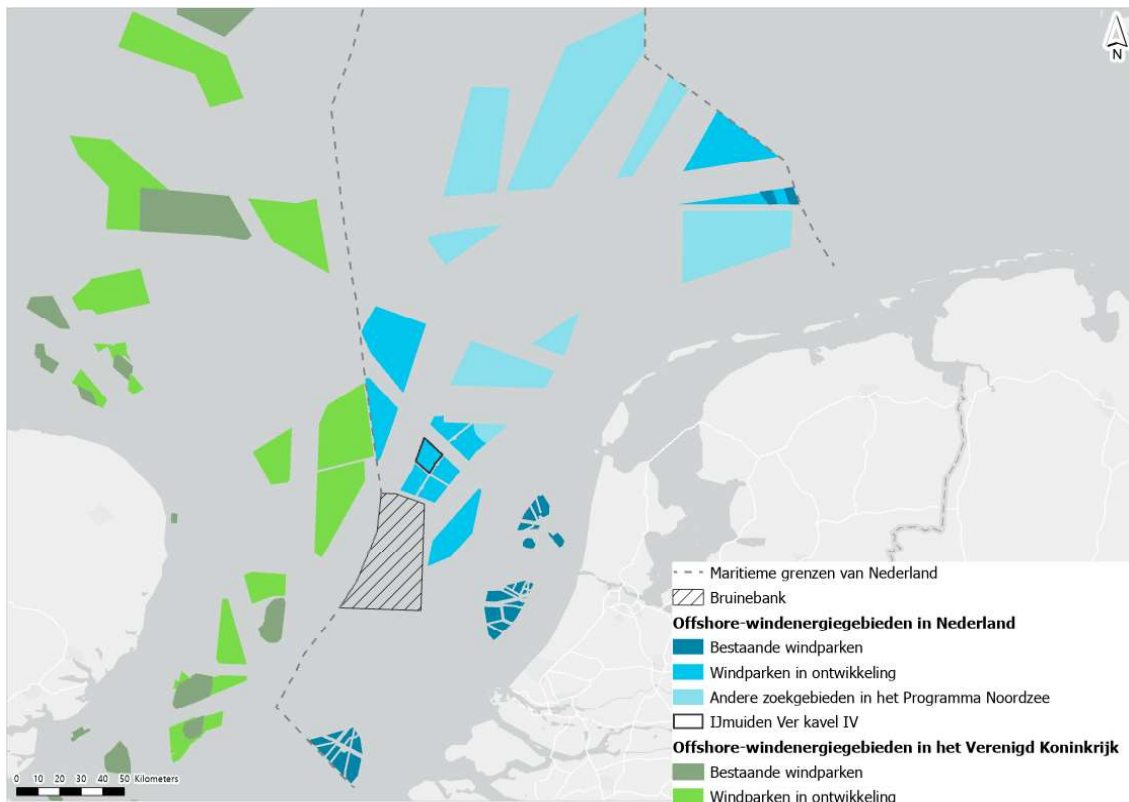 N
Maritieme grenzen van Nederland
Bruinebank
Offshore-windenergiegebieden in Nederland
Bestaande windparken
Windparken in ontwikkeling
Andere zoekgebieden in het Programma Noordzee
IJmuiden Ver kavel IV
Offshore-windenergiegebieden in het Verenigd Koninkrijk
Bestaande windparken
Windparken in ontwikkeling
0 10 20 30 40 50 Kilometers